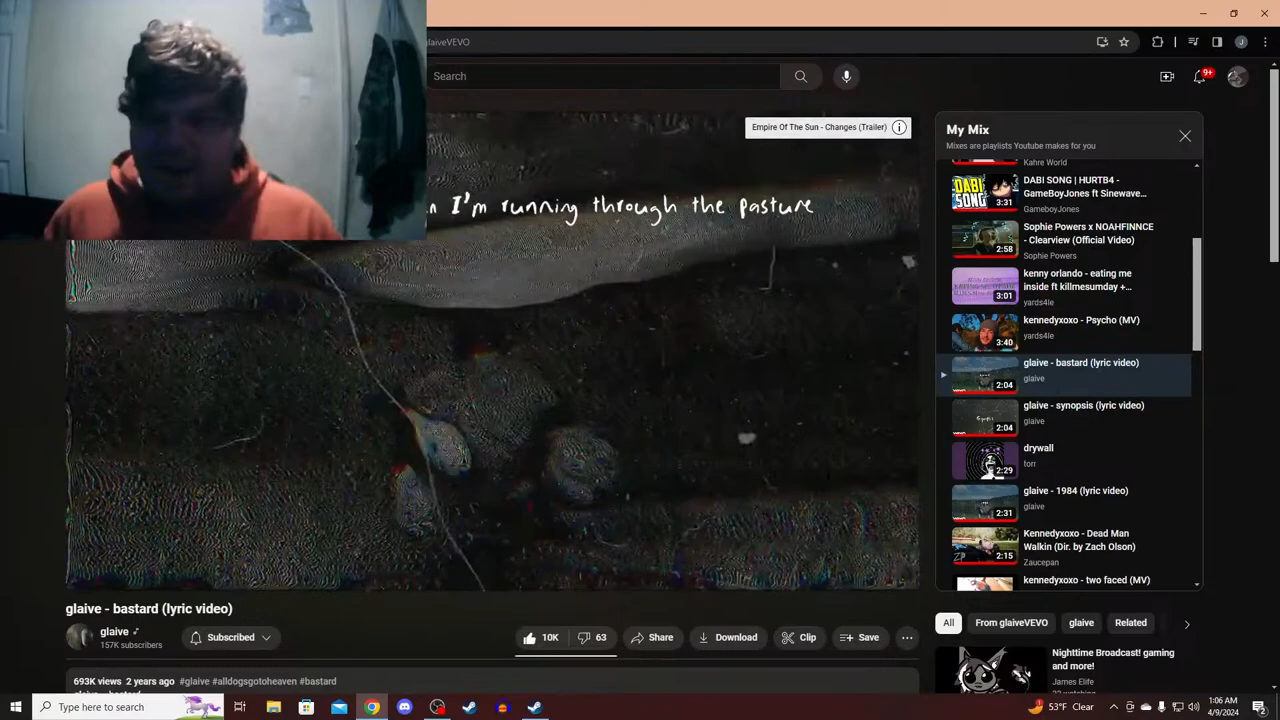 glaiveVEVO
Search
9+
Empire Of The Sun - Changes (Trailer)
I'm running through the pasture
My Mix
Mixes are playlists Youtube makes for you
Kahre World
DABI SONG | HURTB4 -
GameBoyJones ft Sinewave...
GameboyJones
DABI
SONG
3:31
Sophie Powers x NOAHFINNCE
- Clearview (Official Video)
Sophie Powers
2:58
kenny orlando - eating me
inside ft killmesumday +...
yards4le
3:01
kennedyxoxo - Psycho (MV)
yards4le
3:40
glaive - bastard (lyric video)
glaive
2:04
glaive - synopsis (lyric video)
glaive
2:04
drywall
torr
2:29
glaive - 1984 (lyric video)
glaive
2:31
Kennedyxoxo - Dead Man
Walkin (Dir. by Zach Olson)
Zaucepan
2:15
kennedyxoxo - two faced (MV)
glaive - bastard (lyric video)
glaive
157K subscribers
Subscribed
10K
63
Share
Download
Clip
Save
693K views 2 years ago #glaive #alldogsgotoheaven #bastard
All
From glaiveVEVO
glaive
Related
Nighttime Broadcast! gaming
and more!
James Elife
Type here to search
53°F Clear
1:06 AM
4/9/2024
2